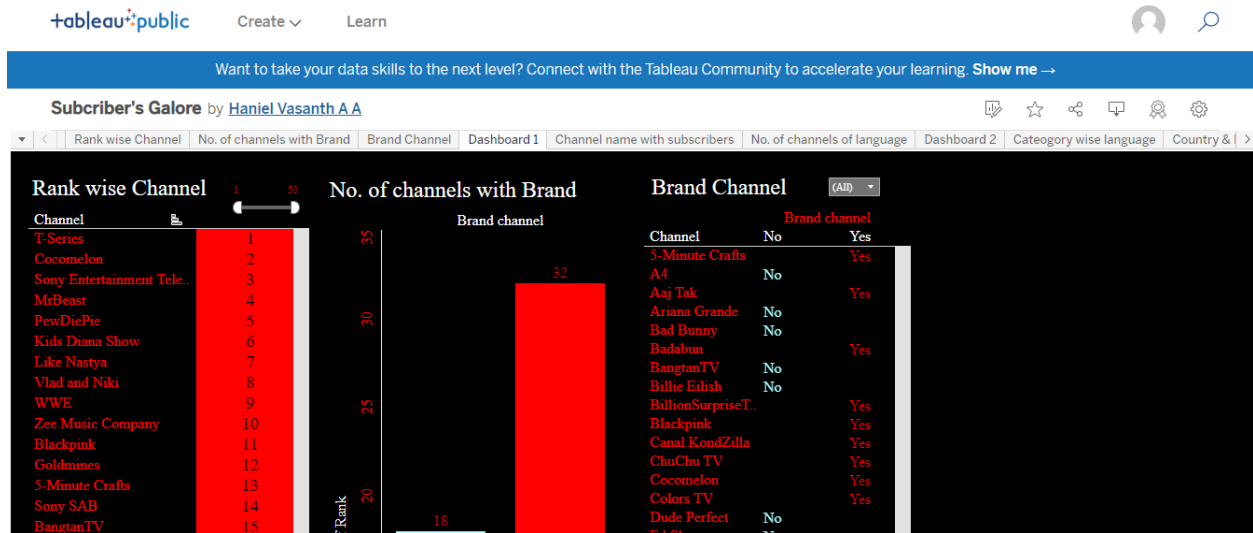 +ableau public Create Learn
Want to take your data skills to the next level? Connect with the Tableau Community to accelerate your learning. Show me →
Subcriber's Galore by Haniel Vasanth A A
Rank wise Channel No. of channels with Brand Brand Channel Dashboard 1 Channel name with subscribers No. of channels of language Dashboard 2 Cateogory wise language Country &
Rank wise Channel
1 50
Channel
T-Series 1
Cocomelon 2
Sony Entertainment Tele.. 3
MrBeast 4
PewDiePie 5
Kids Diana Show 6
Like Nastya 7
Vlad and Niki 8
WWE 9
Zee Music Company 10
Blackpink 11
Goldmines 12
5-Minute Crafts 13
Sony SAB 14
BangtanTV 15
No. of channels with Brand
Brand channel
35
30
25
20
Rank
32
18
Brand Channel (All)
Brand channel
Channel No Yes
5-Minute Crafts Yes
A4 No
Aaj Tak Yes
Ariana Grande No
Bad Bunny No
Badabun Yes
BangtanTV No
Billie Eilish No
BillionSurpriseT.. Yes
Blackpink Yes
Canal KondZilla Yes
ChuChu TV Yes
Cocomelon Yes
Colors TV Yes
Dude Perfect No